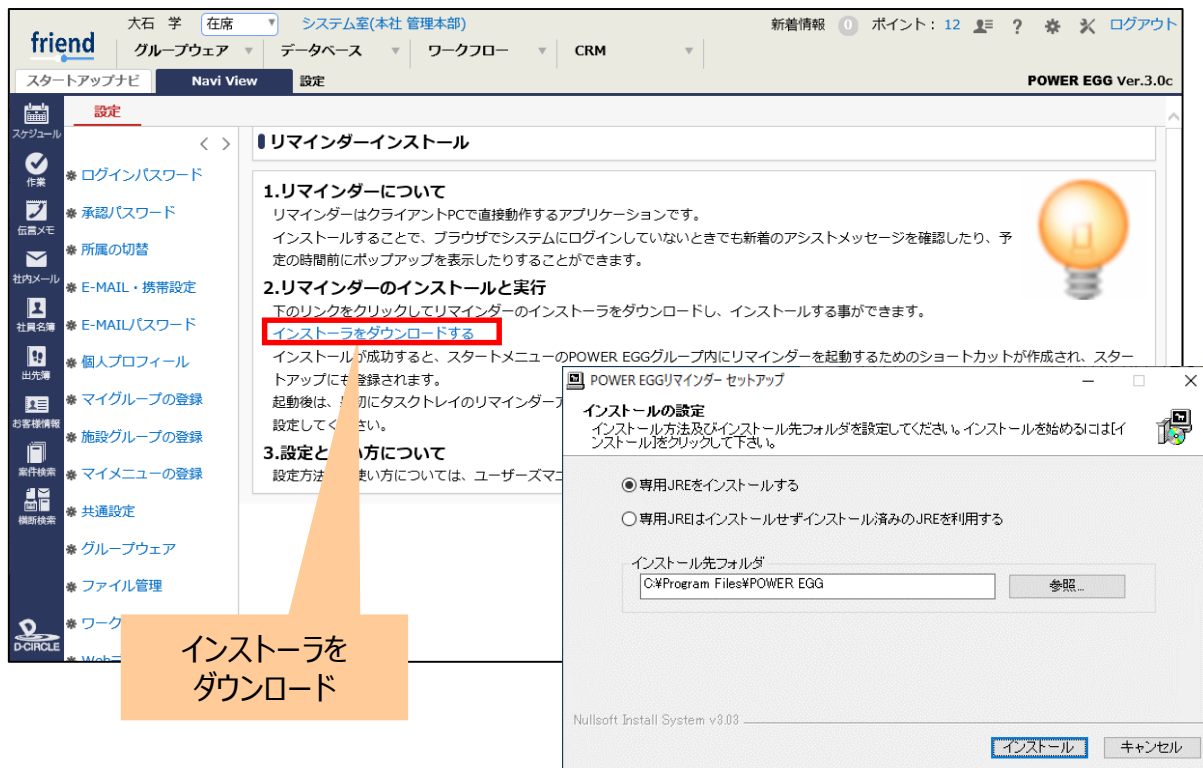 friend
大石 学 在席 システム室(本社 管理本部) 新着情報 0 ポイント： 12 ? ログアウト
グループウェア データベース ワークフロー CRM
スタートアップナビ Navi View 設定 POWER EGG Ver.3.0c
スケジュール
作業
伝言メモ
社内メール
社員名簿
出先簿
お客様情報
案件検索
横断検索
D-CIRCLE
設定
< >
ログインパスワード
承認パスワード
所属の切替
E-MAIL・携帯設定
E-MAILパスワード
個人プロフィール
マイグループの登録
施設グループの登録
マイメニューの登録
共通設定
グループウェア
ファイル管理
ワーク
リマインダーインストール
1.リマインダーについて
リマインダーはクライアントPCで直接動作するアプリケーションです。
インストールすることで、ブラウザでシステムにログインしていないときでも新着のアシストメッセージを確認したり、予
定の時間前にポップアップを表示したりすることができます。
2.リマインダーのインストールと実行
下のリンクをクリックしてリマインダーのインストーラをダウンロードし、インストールする事ができます。
インストーラをダウンロードする
インストールが成功すると、スタートメニューのPOWER EGGグループ内にリマインダーを起動するためのショートカットが作成され、スター
トアップにも登録されます。
起動後は、 初にタスクトレイのリマインダーア
設定してく さい。
3.設定と い方について
設定方法 使い方については、ユーザーズマニ
インストーラを
ダウンロード
POWER EGGリマインダー セットアップ
インストールの設定
インストール方法及びインストール先フォルダを設定してください。インストールを始めるには[イ
ンストール]をクリックして下さい。
専用JREをインストールする
専用JREはインストールせずインストール済みのJREを利用する
インストール先フォルダ
C:¥Program Files¥POWER EGG 参照...
Nullsoft Install System v3.03
インストール キャンセル